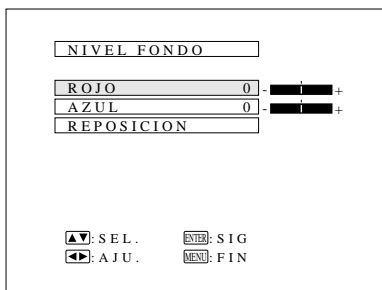 NIVEL FONDO
ROJO 0 - +
AZUL 0 - +
REPOSICION
▲▼:SEL. ENTER:SIG
◀▶:AJU. MENU:FIN